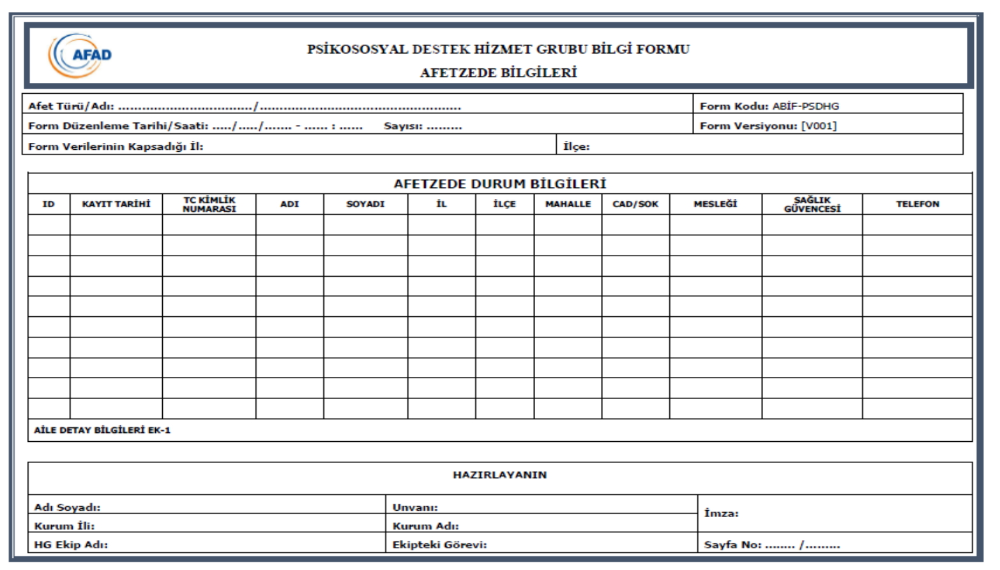 AFAD
PSİKOSOSYAL DESTEK HİZMET GRUBU BİLGİ FORMU
AFETZEDE BİLGİLERİ
Afet Türü/Adı: ................................../...................................................
Form Kodu: ABİF-PSDHG
Form Düzenleme Tarihi/Saati: ...../...../....... - ...... : ...... Sayısı: .........
Form Versiyonu: [V001]
Form Verilerinin Kapsadığı İl:
İlçe:
AFETZEDE DURUM BİLGİLERİ
ID
KAYIT TARİHİ
TC KİMLİK
NUMARASI
ADI
SOYADI
İL
İLÇE
MAHALLE
CAD/SOK
MESLEĞİ
SAĞLIK
GÜVENCESİ
TELEFON
AİLE DETAY BİLGİLERİ EK-1
HAZIRLAYANIN
Adı Soyadı:
Unvanı:
İmza:
Kurum İli:
Kurum Adı:
HG Ekip Adı:
Ekipteki Görevi:
Sayfa No: ........ /.........